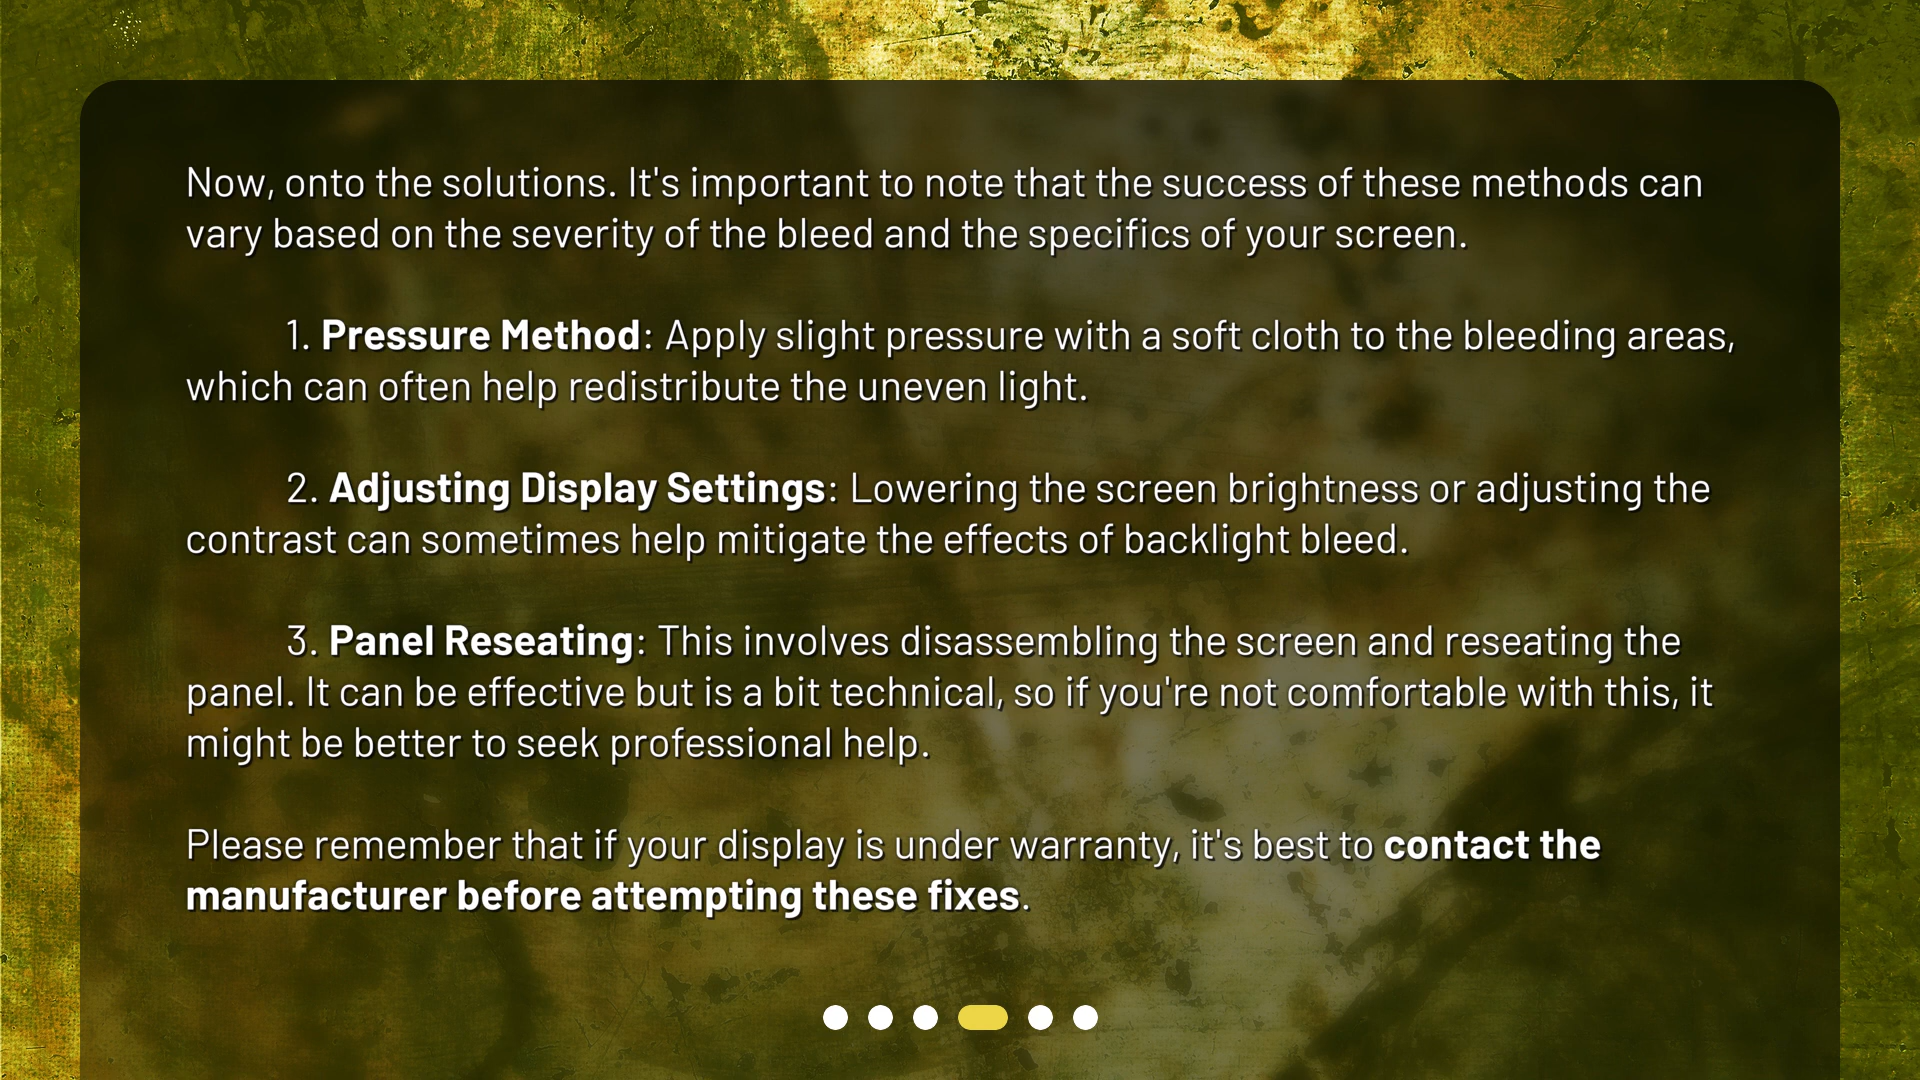 Now, onto the solutions. It's important to note that the success of these methods can
vary based on the severity of the bleed and the specifics of your screen.
1. Pressure Method: Apply slight pressure with a soft cloth to the bleeding areas,
which can often help redistribute the uneven light.
2. Adjusting Display Settings: Lowering the screen brightness or adjusting the
contrast can sometimes help mitigate the effects of backlight bleed.
3. Panel Reseating: This involves disassembling the screen and reseating the
panel. It can be effective but is a bit technical, so if you're not comfortable with this, it
might be better to seek professional help.
Please remember that if your display is under warranty, it's best to contact the
manufacturer before attempting these fixes.